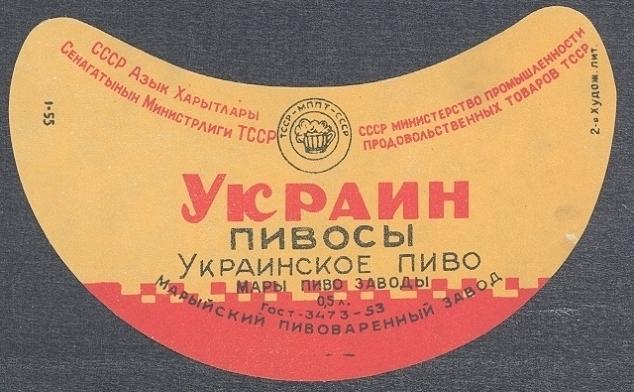 СССР Азык Харытлары
Сенагатынын Министрлиги ТССР
ТССР-МППТ-СССР
СССР МИНИСТЕРСТВО ПРОМЫШЛЕННОСТИ
ПРОДОВОЛЬСТВЕННЫХ ТОВАРОВ ТССР
1-55
2-я Худож. лит.
УКРАИН
ПИВОСЫ
УКРАИНСКОЕ ПИВО
МАРЫ ПИВО ЗАВОДЫ
0,5 л.
ГОСТ-3473-53
МАРЫЙСКИЙ ПИВОВАРЕННЫЙ ЗАВОД